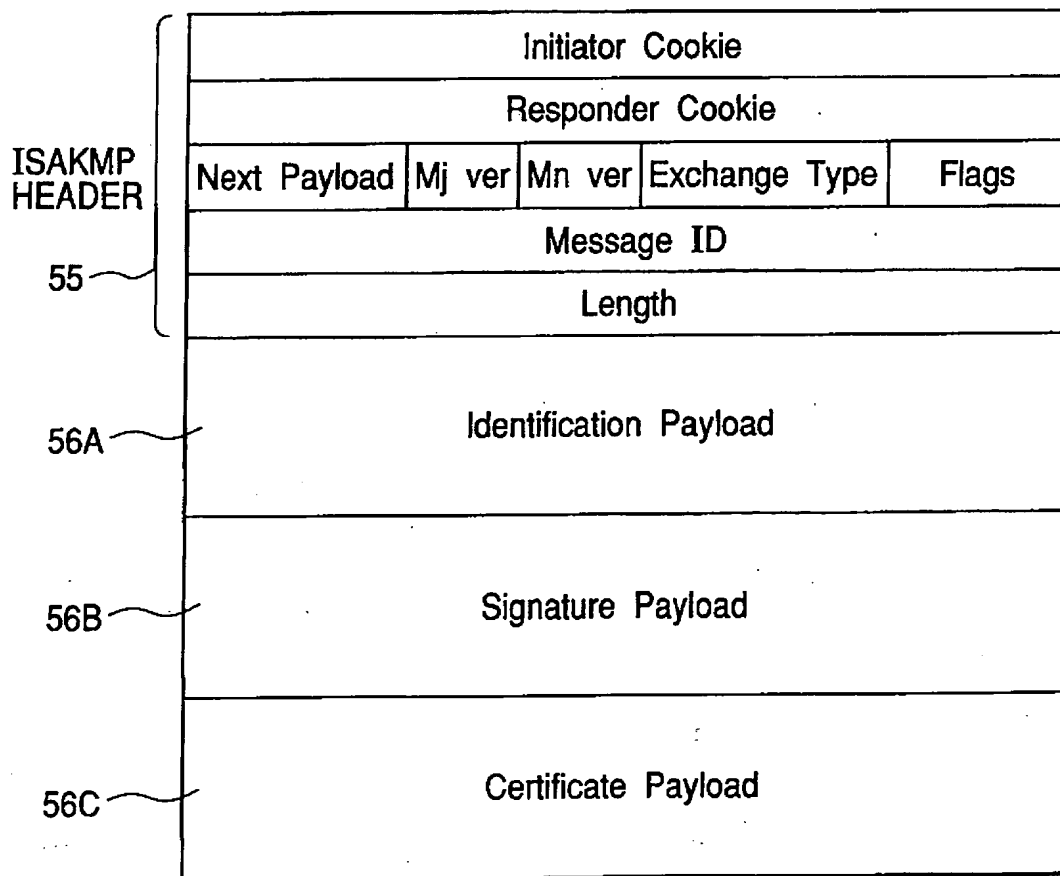 Initiator Cookie
Responder Cookie
ISAKMP
HEADER
Next Payload Mj ver Mn ver Exchange Type Flags
Message ID
55
Length
56A
Identification Payload
56B
Signature Payload
56C
Certificate Payload